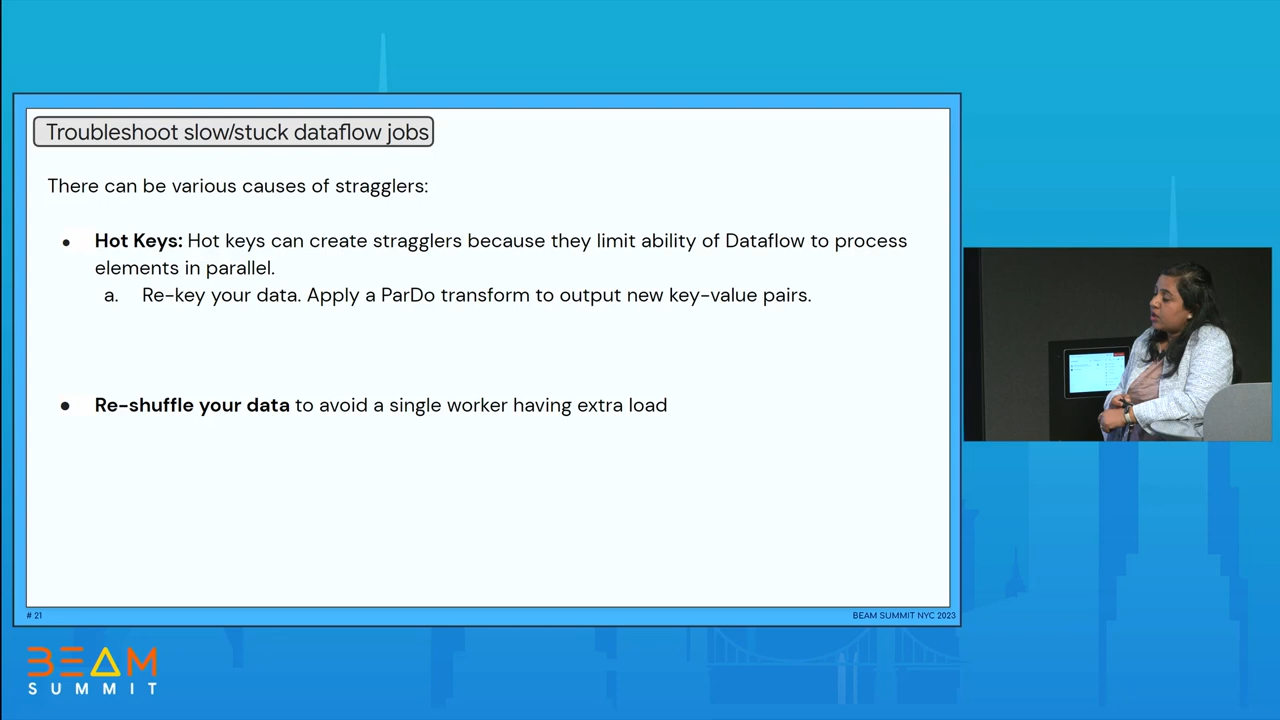 Troubleshoot slow/stuck dataflow jobs
There can be various causes of stragglers:
● Hot Keys: Hot keys can create stragglers because they limit ability of Dataflow to process
elements in parallel.
a. Re-key your data. Apply a ParDo transform to output new key-value pairs.
● Re-shuffle your data to avoid a single worker having extra load
# 21
BEAM SUMMIT NYC 2023
BEAM
SUMMIT